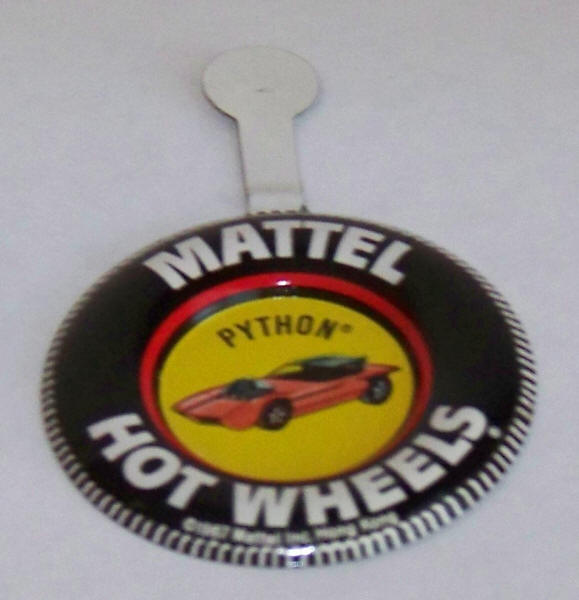 MATTEL
PYTHON®
HOT WHEELS
©1967 Mattel Inc. Hong Kong